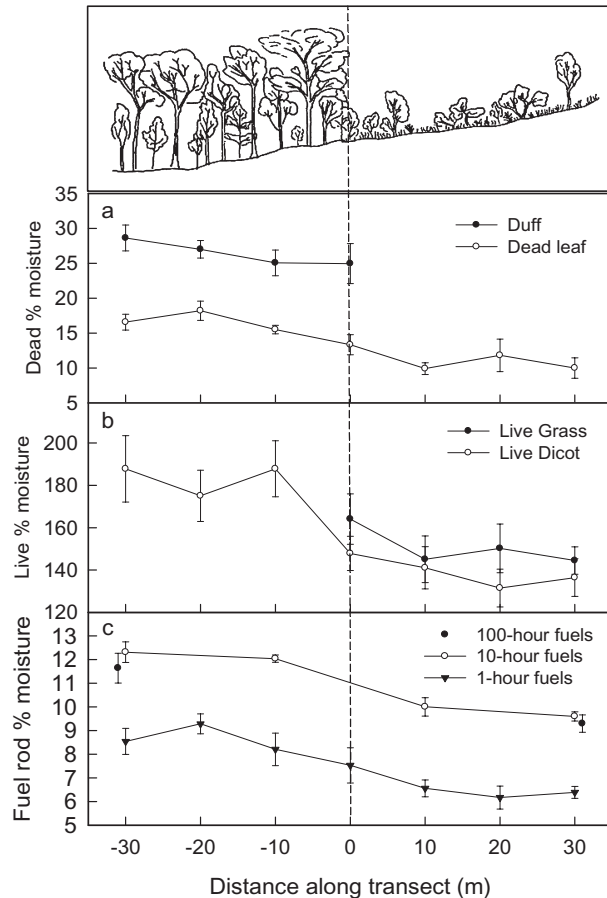 a
35
30
25
20
15
10
5
Dead % moisture
Duff
Dead leaf
b
200
180
160
140
120
Live % moisture
Live Grass
Live Dicot
c
13
12
11
10
9
8
7
6
5
Fuel rod % moisture
100-hour fuels
10-hour fuels
1-hour fuels
-30 -20 -10 0 10 20 30
Distance along transect (m)